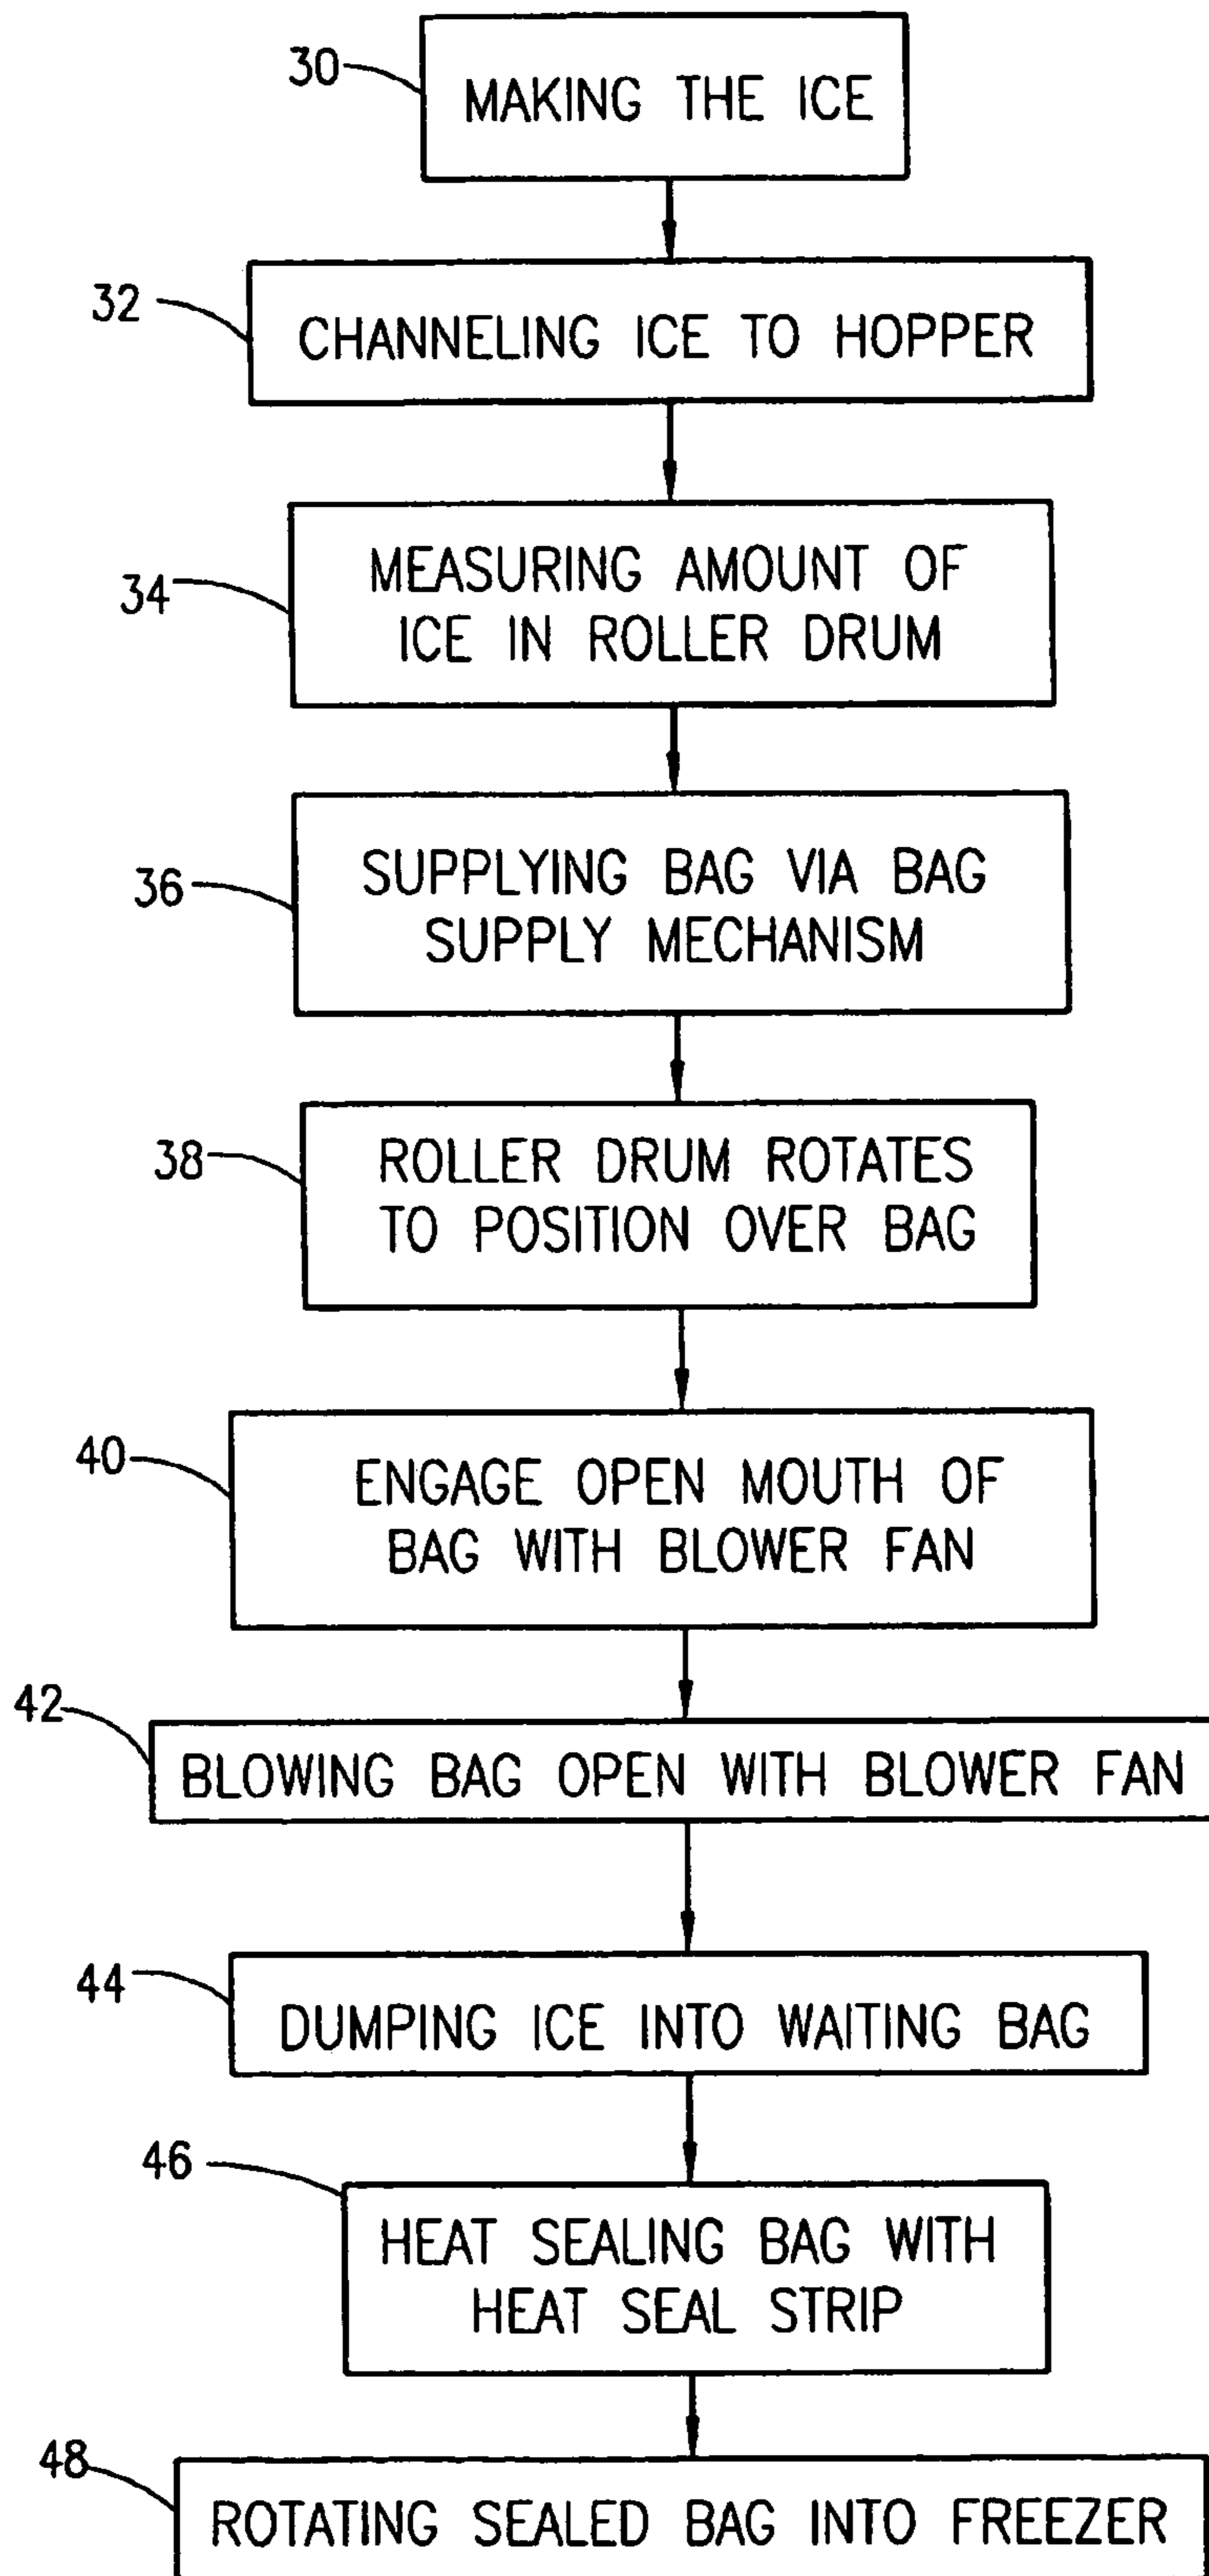 30
MAKING THE ICE
32
CHANNELING ICE TO HOPPER
34
MEASURING AMOUNT OF
ICE IN ROLLER DRUM
36
SUPPLYING BAG VIA BAG
SUPPLY MECHANISM
38
ROLLER DRUM ROTATES
TO POSITION OVER BAG
40
ENGAGE OPEN MOUTH OF
BAG WITH BLOWER FAN
42
BLOWING BAG OPEN WITH BLOWER FAN
44
DUMPING ICE INTO WAITING BAG
46
HEAT SEALING BAG WITH
HEAT SEAL STRIP
48
ROTATING SEALED BAG INTO FREEZER